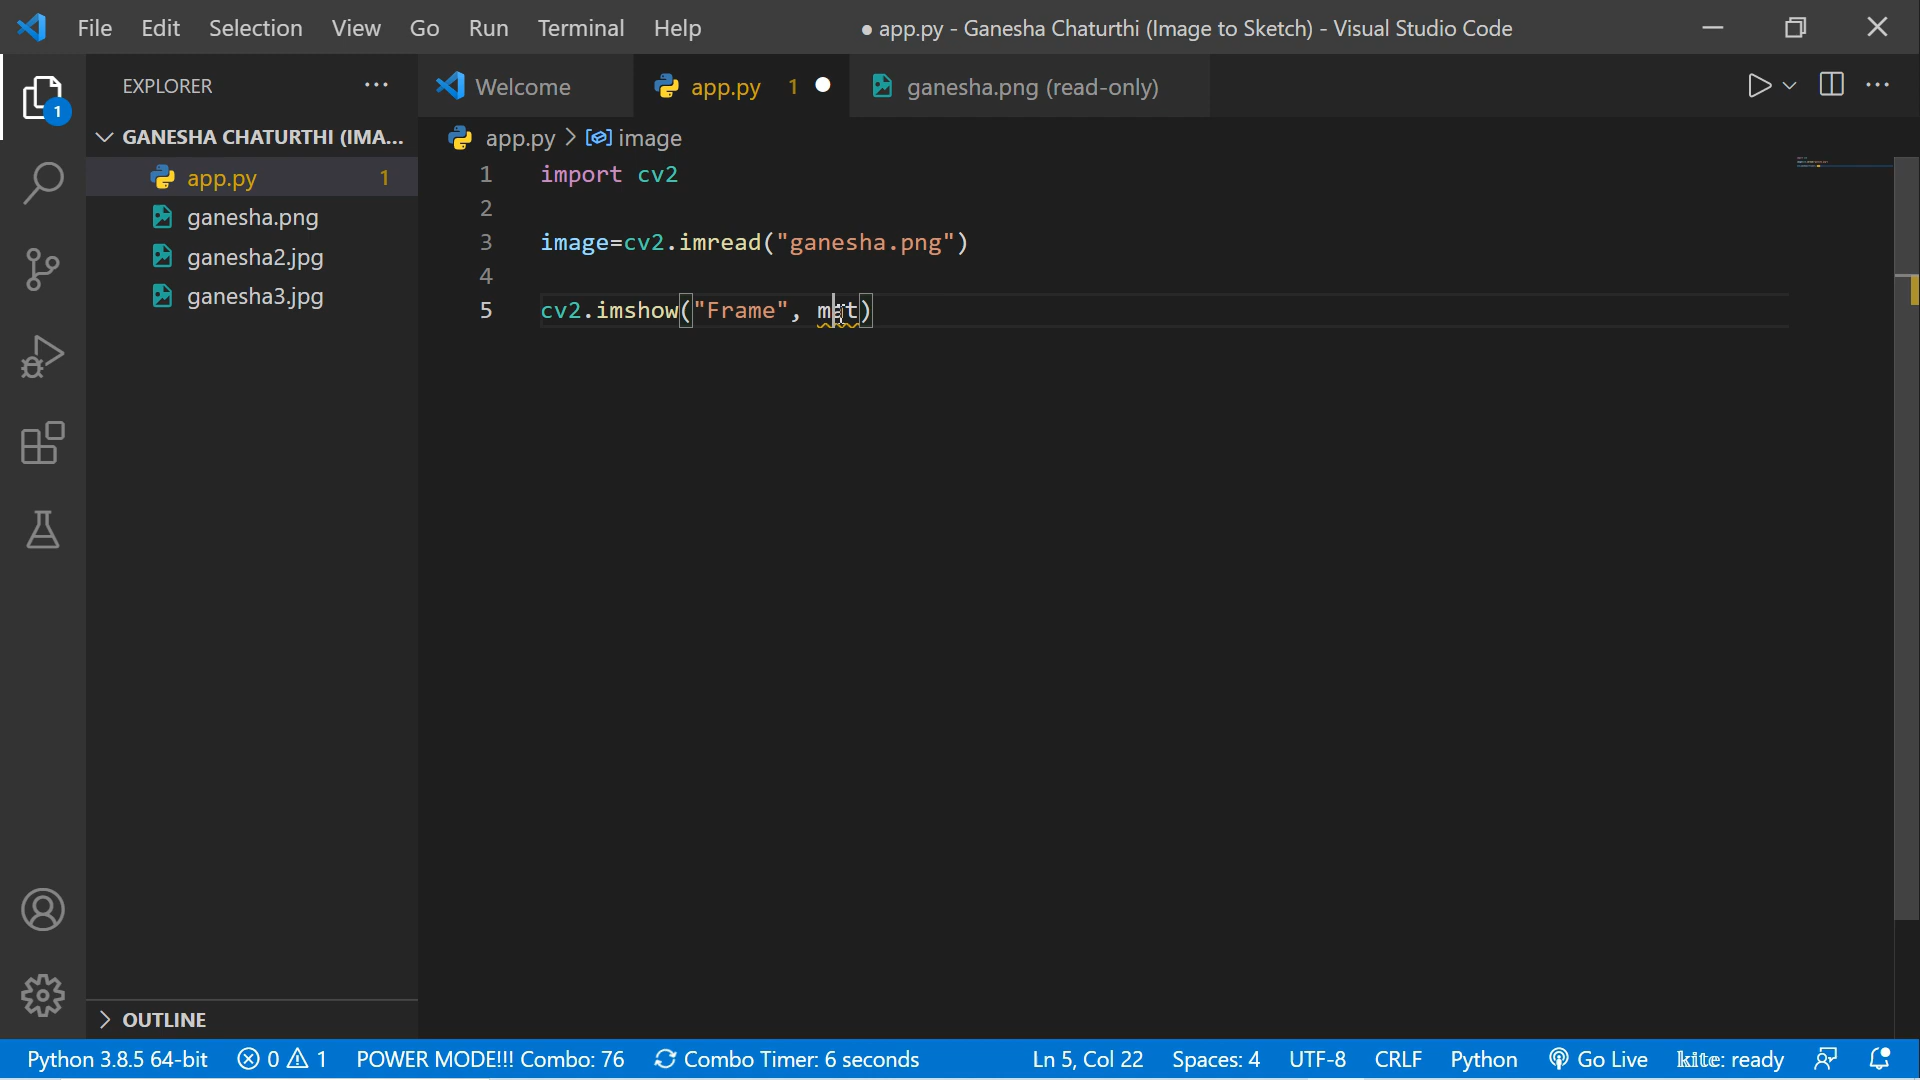 File Edit Selection View Go Run Terminal Help
● app.py - Ganesha Chaturthi (Image to Sketch) - Visual Studio Code
EXPLORER ···
Welcome
app.py 1
ganesha.png (read-only)
1
GANESHA CHATURTHI (IMA...
app.py > image
app.py 1
ganesha.png
ganesha2.jpg
ganesha3.jpg
1 import cv2
2
3 image=cv2.imread("ganesha.png")
4
5 cv2.imshow("Frame", mat)
OUTLINE
Python 3.8.5 64-bit 0 1 POWER MODE!!! Combo: 76 Combo Timer: 6 seconds Ln 5, Col 22 Spaces: 4 UTF-8 CRLF Python Go Live kite: ready